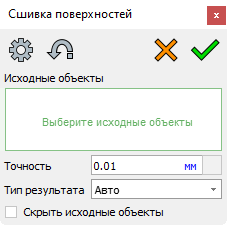 Сшивка поверхностей
Исходные объекты
Выберите исходные объекты
Точность 0.01 мм
Тип результата Авто
Скрыть исходные объекты